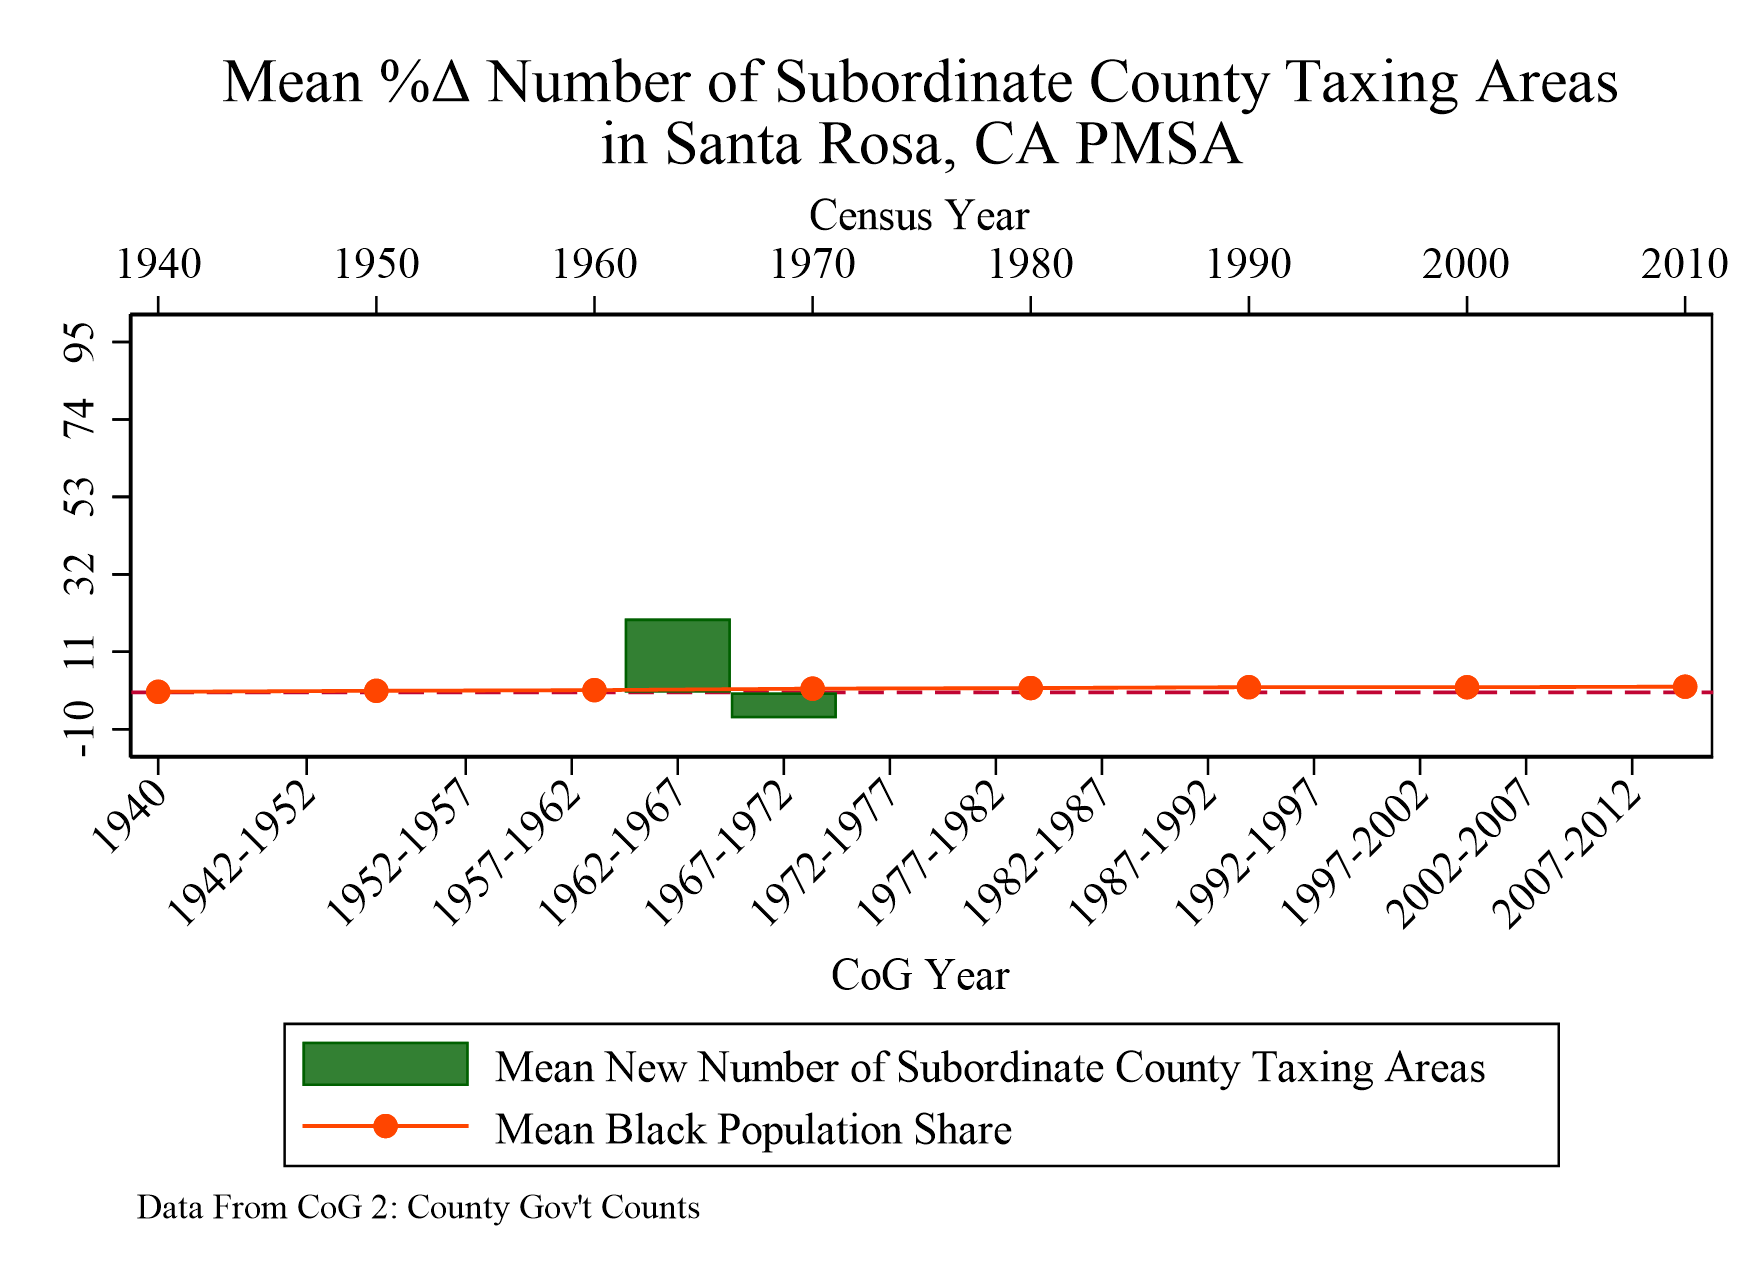 Mean %Δ Number of Subordinate County Taxing Areas
in Santa Rosa, CA PMSA
Census Year
1940 1950 1960 1970 1980 1990 2000 2010
95
74
53
32
11
-10
1940
1942-1952
1952-1957
1957-1962
1962-1967
1967-1972
1972-1977
1977-1982
1982-1987
1987-1992
1992-1997
1997-2002
2002-2007
2007-2012
CoG Year
Mean New Number of Subordinate County Taxing Areas
Mean Black Population Share
Data From CoG 2: County Gov't Counts